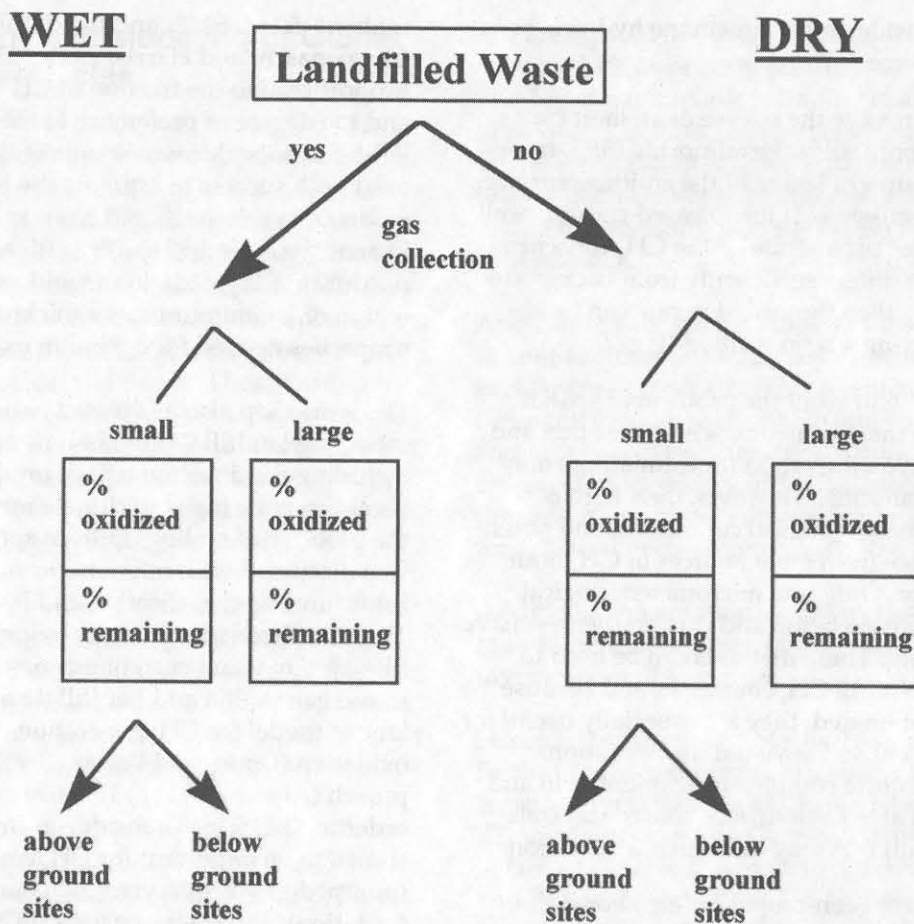 WET
DRY
Landfilled Waste
yes
no
gas
collection
small
large
small
large
%
oxidized
%
oxidized
%
remaining
%
remaining
%
oxidized
%
oxidized
%
remaining
%
remaining
above
ground
sites
below
ground
sites
above
ground
sites
below
ground
sites